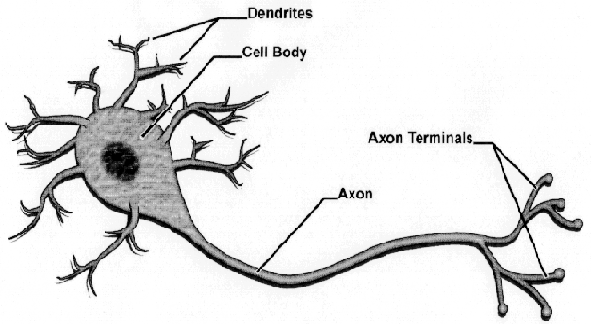 Dendrites
Cell Body
Axon Terminals
Axon